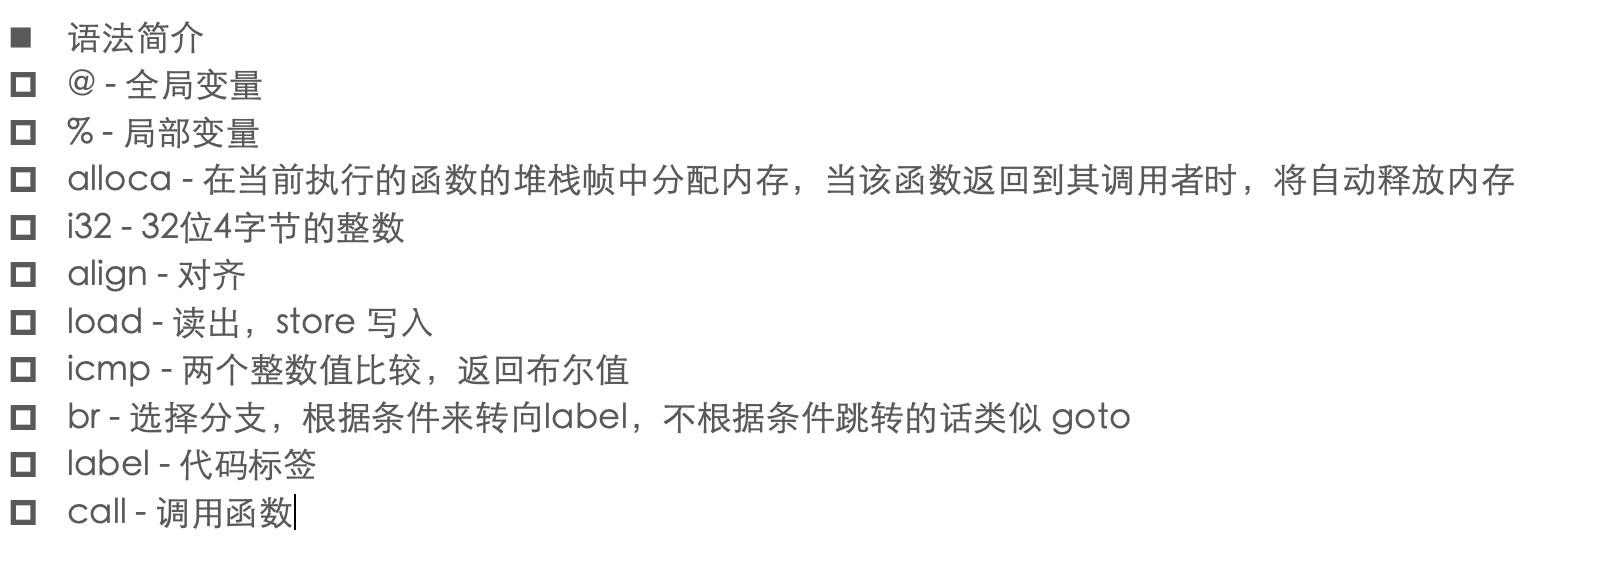 语法简介
@ - 全局变量
% - 局部变量
alloca - 在当前执行的函数的堆栈帧中分配内存，当该函数返回到其调用者时，将自动释放内存
i32 - 32位4字节的整数
align - 对齐
load - 读出，store 写入
icmp - 两个整数值比较，返回布尔值
br - 选择分支，根据条件来转向label，不根据条件跳转的话类似 goto
label - 代码标签
call - 调用函数